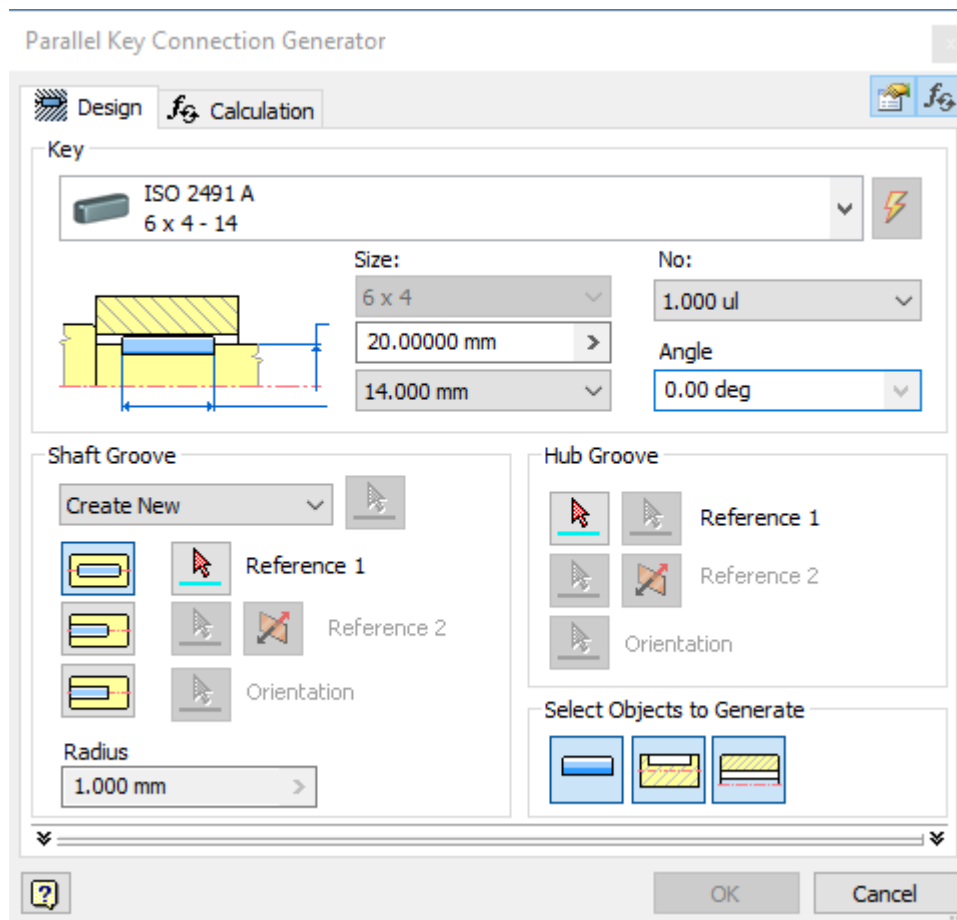 Parallel Key Connection Generator
x
Design
Calculation
Key
ISO 2491 A
6 x 4 - 14
Size:
No:
6 x 4
1.000 ul
20.00000 mm
Angle
14.000 mm
0.00 deg
Shaft Groove
Create New
Reference 1
Reference 2
Orientation
Radius
1.000 mm
Hub Groove
Reference 1
Reference 2
Orientation
Select Objects to Generate
?
OK
Cancel